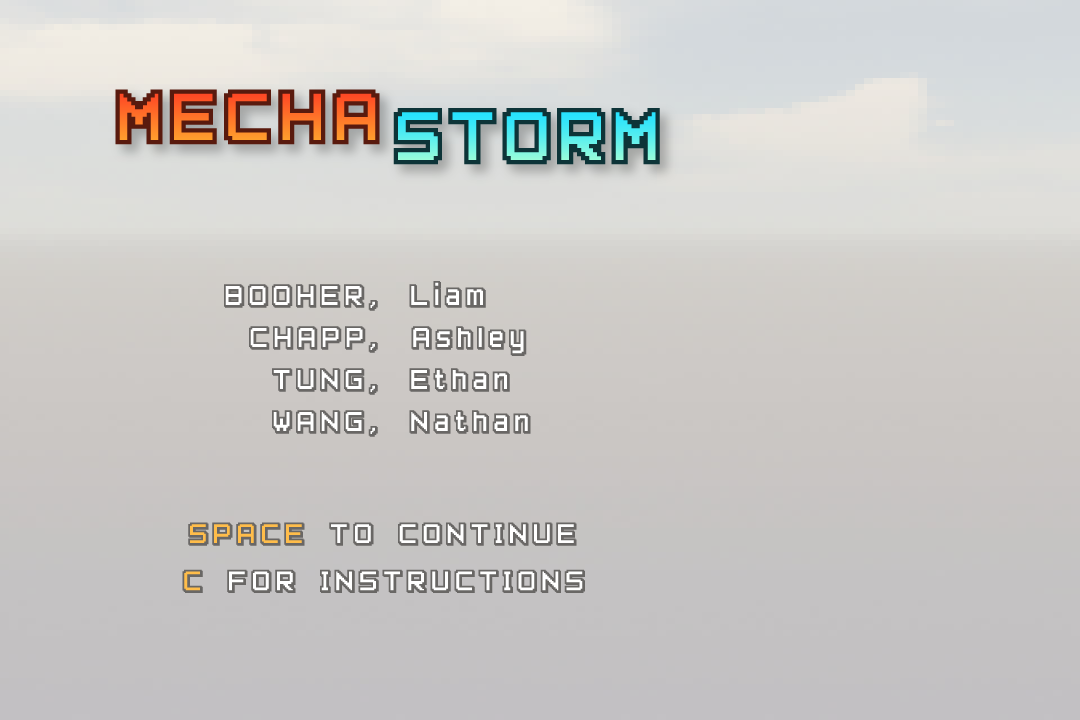 MECHA STORM
BOOHER, Liam
CHAPP, Ashley
TUNG, Ethan
WANG, Nathan
SPACE TO CONTINUE
C FOR INSTRUCTIONS